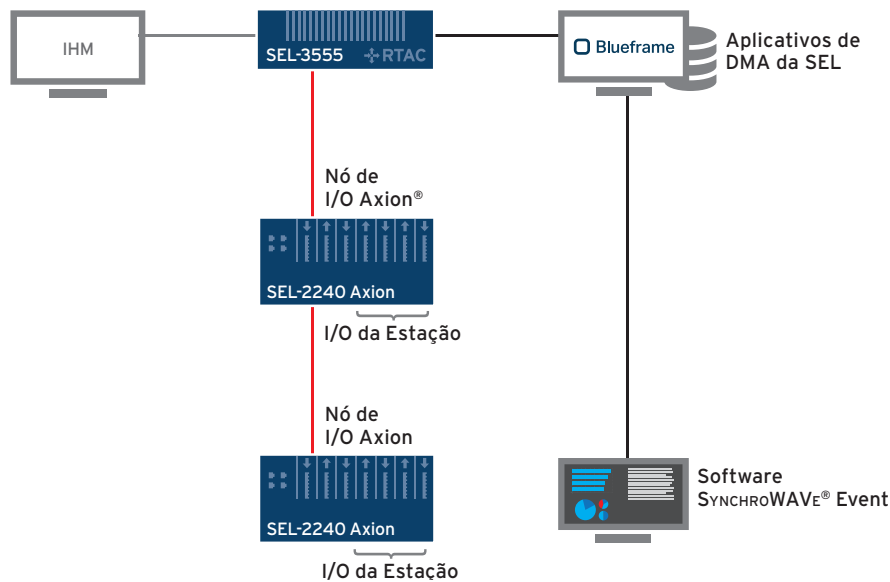 IHM
SEL-3555
RTAC
Blueframe
Aplicativos de
DMA da SEL
Nó de
I/O Axion®
SEL-2240 Axion
I/O da Estação
Nó de
I/O Axion
SEL-2240 Axion
I/O da Estação
Software
SYNCHROWAVE® Event